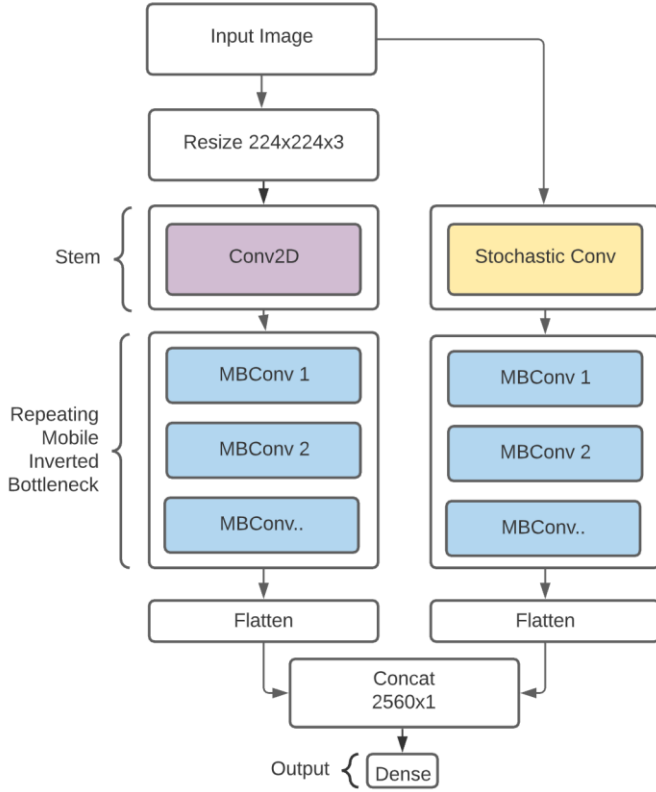 Input Image
Resize 224x224x3
Stem
Conv2D
Stochastic Conv
Repeating
Mobile
Inverted
Bottleneck
MBConv 1
MBConv 2
MBConv..
MBConv 1
MBConv 2
MBConv..
Flatten
Flatten
Concat
2560x1
Output
Dense